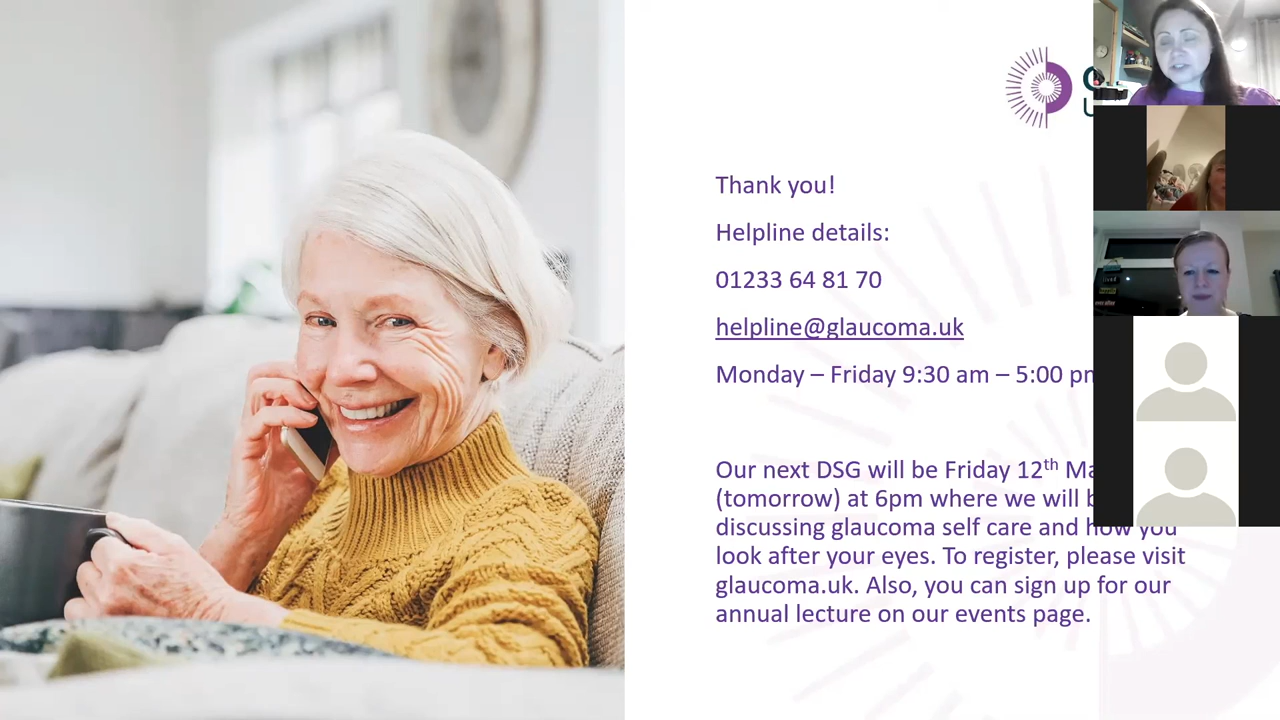 Thank you!
Helpline details:
01233 64 81 70
helpline@glaucoma.uk
Monday – Friday 9:30 am – 5:00
Our next DSG will be Friday 12th
(tomorrow) at 6pm where we will
discussing glaucoma self care and how you
look after your eyes. To register, please visit
glaucoma.uk. Also, you can sign up for our
annual lecture on our events page.